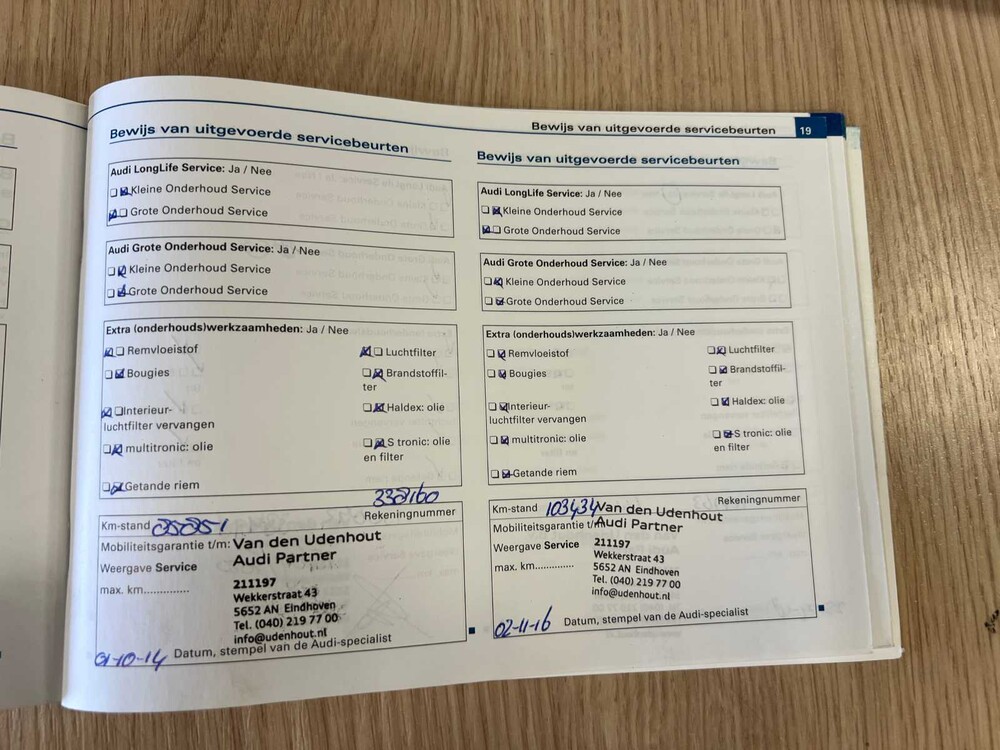 Bewijs van uitgevoerde servicebeurten 19
Bewijs van uitgevoerde servicebeurten
Audi LongLife Service: Ja / Nee
Kleine Onderhoud Service
Grote Onderhoud Service
Audi Grote Onderhoud Service: Ja / Nee
Kleine Onderhoud Service
Grote Onderhoud Service
Extra (onderhouds)werkzaamheden: Ja / Nee
Remvloeistof
Luchtfilter
Bougies
Brandstoffil-
ter
Interieur-
luchtfilter vervangen
Haldex: olie
multitronic: olie
S tronic: olie
en filter
Getande riem
332160
Km-stand
Rekeningnummer
Mobiliteitsgarantie t/m:
Van den Udenhout
Audi Partner
Weergave Service
max. km..............
211197
Wekkerstraat 43
5652 AN Eindhoven
Tel. (040) 219 77 00
info@udenhout.nl
01-10-14 Datum, stempel van de Audi-specialist
Bewijs van uitgevoerde servicebeurten
Audi LongLife Service: Ja / Nee
Kleine Onderhoud Service
Grote Onderhoud Service
Audi Grote Onderhoud Service: Ja / Nee
Kleine Onderhoud Service
Grote Onderhoud Service
Extra (onderhouds)werkzaamheden: Ja / Nee
Remvloeistof
Luchtfilter
Bougies
Brandstoffil-
ter
Interieur-
luchtfilter vervangen
Haldex: olie
multitronic: olie
S tronic: olie
en filter
Getande riem
Rekeningnummer
Km-stand 103434
Van den Udenhout
Mobiliteitsgarantie t/m:
Audi Partner
Weergave Service
max. km..............
211197
Wekkerstraat 43
5652 AN Eindhoven
Tel. (040) 219 77 00
info@udenhout.nl
02-11-16 Datum, stempel van de Audi-specialist